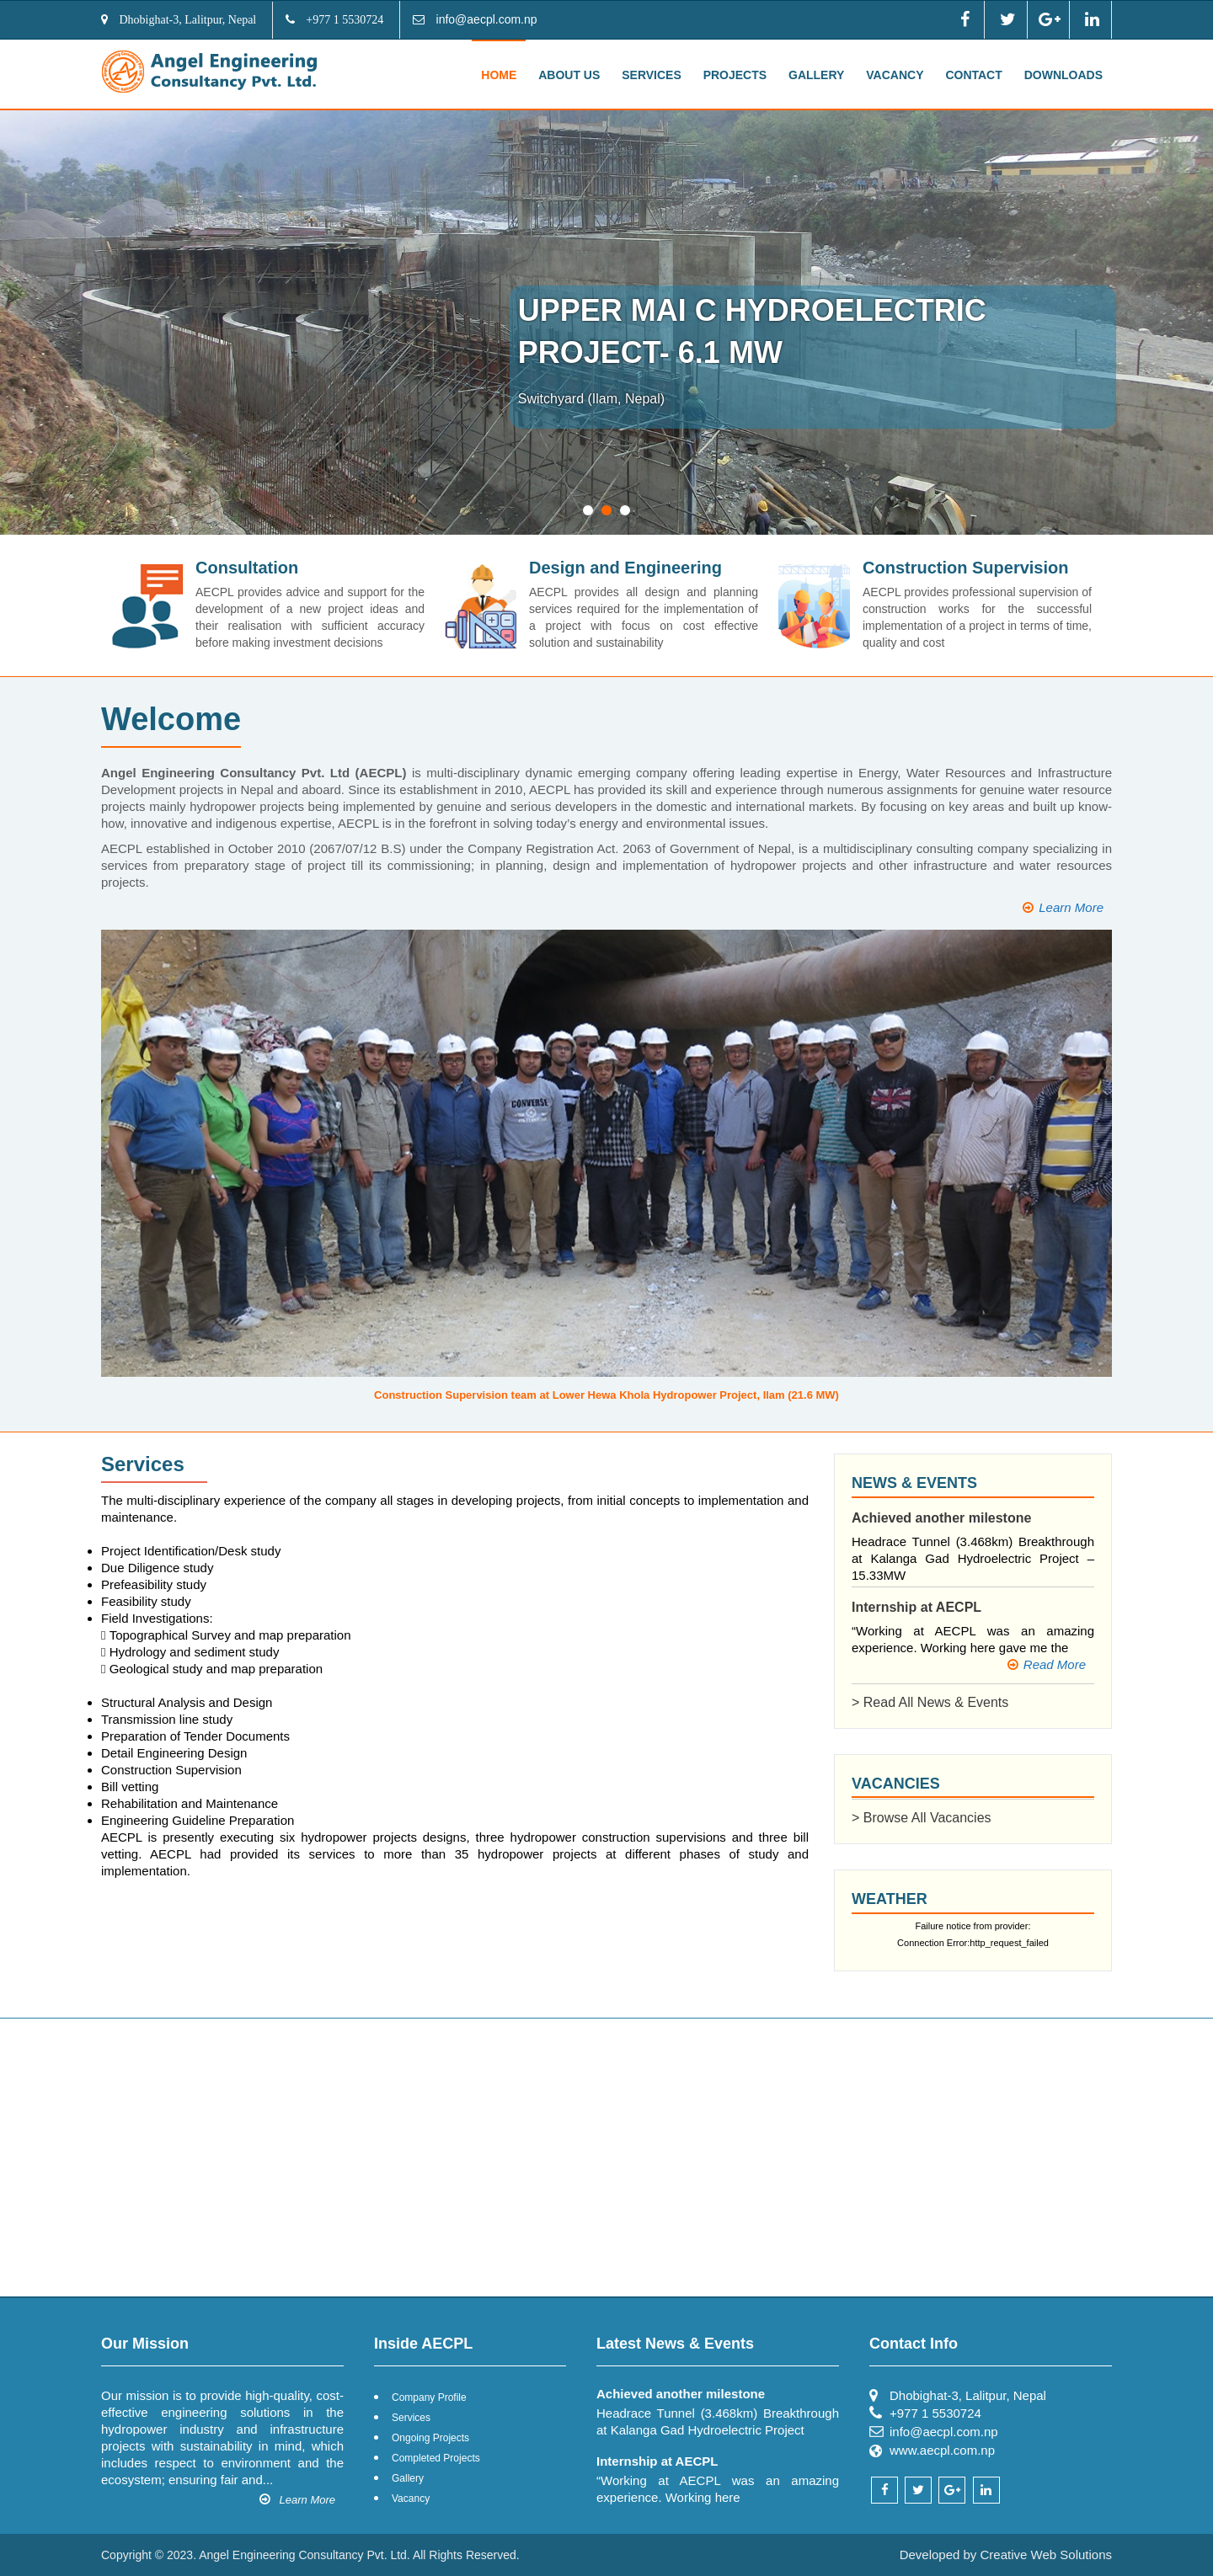 Dhobighat-3, Lalitpur, Nepal
+977 1 5530724
info@aecpl.com.np
Angel Engineering
Consultancy Pvt. Ltd.
HOME
ABOUT US
SERVICES
PROJECTS
GALLERY
VACANCY
CONTACT
DOWNLOADS
UPPER MAI C HYDROELECTRIC
PROJECT- 6.1 MW
Switchyard (Ilam, Nepal)
Consultation
AECPL provides advice and support for the
development of a new project ideas and
their realisation with sufficient accuracy
before making investment decisions
Design and Engineering
AECPL provides all design and planning
services required for the implementation of
a project with focus on cost effective
solution and sustainability
Construction Supervision
AECPL provides professional supervision of
construction works for the successful
implementation of a project in terms of time,
quality and cost
Welcome
Angel Engineering Consultancy Pvt. Ltd (AECPL) is multi-disciplinary dynamic emerging company offering leading expertise in Energy, Water Resources and Infrastructure
Development projects in Nepal and aboard. Since its establishment in 2010, AECPL has provided its skill and experience through numerous assignments for genuine water resource
projects mainly hydropower projects being implemented by genuine and serious developers in the domestic and international markets. By focusing on key areas and built up know-
how, innovative and indigenous expertise, AECPL is in the forefront in solving today’s energy and environmental issues.
AECPL established in October 2010 (2067/07/12 B.S) under the Company Registration Act. 2063 of Government of Nepal, is a multidisciplinary consulting company specializing in
services from preparatory stage of project till its commissioning; in planning, design and implementation of hydropower projects and other infrastructure and water resources
projects.
Learn More
CONVERSE
Construction Supervision team at Lower Hewa Khola Hydropower Project, Ilam (21.6 MW)
Services
The multi-disciplinary experience of the company all stages in developing projects, from initial concepts to implementation and
maintenance.
• Project Identification/Desk study
• Due Diligence study
• Prefeasibility study
• Feasibility study
• Field Investigations:
Topographical Survey and map preparation
Hydrology and sediment study
Geological study and map preparation
• Structural Analysis and Design
• Transmission line study
• Preparation of Tender Documents
• Detail Engineering Design
• Construction Supervision
• Bill vetting
• Rehabilitation and Maintenance
• Engineering Guideline Preparation
AECPL is presently executing six hydropower projects designs, three hydropower construction supervisions and three bill
vetting. AECPL had provided its services to more than 35 hydropower projects at different phases of study and
implementation.
NEWS & EVENTS
Achieved another milestone
Headrace Tunnel (3.468km) Breakthrough
at Kalanga Gad Hydroelectric Project –
15.33MW
Internship at AECPL
“Working at AECPL was an amazing
experience. Working here gave me the
Read More
> Read All News & Events
VACANCIES
> Browse All Vacancies
WEATHER
Failure notice from provider:
Connection Error:http_request_failed
Our Mission
Our mission is to provide high-quality, cost-
effective engineering solutions in the
hydropower industry and infrastructure
projects with sustainability in mind, which
includes respect to environment and the
ecosystem; ensuring fair and...
Learn More
Inside AECPL
• Company Profile
• Services
• Ongoing Projects
• Completed Projects
• Gallery
• Vacancy
Latest News & Events
Achieved another milestone
Headrace Tunnel (3.468km) Breakthrough
at Kalanga Gad Hydroelectric Project
Internship at AECPL
“Working at AECPL was an amazing
experience. Working here
Contact Info
Dhobighat-3, Lalitpur, Nepal
+977 1 5530724
info@aecpl.com.np
www.aecpl.com.np
Copyright © 2023. Angel Engineering Consultancy Pvt. Ltd. All Rights Reserved.
Developed by Creative Web Solutions